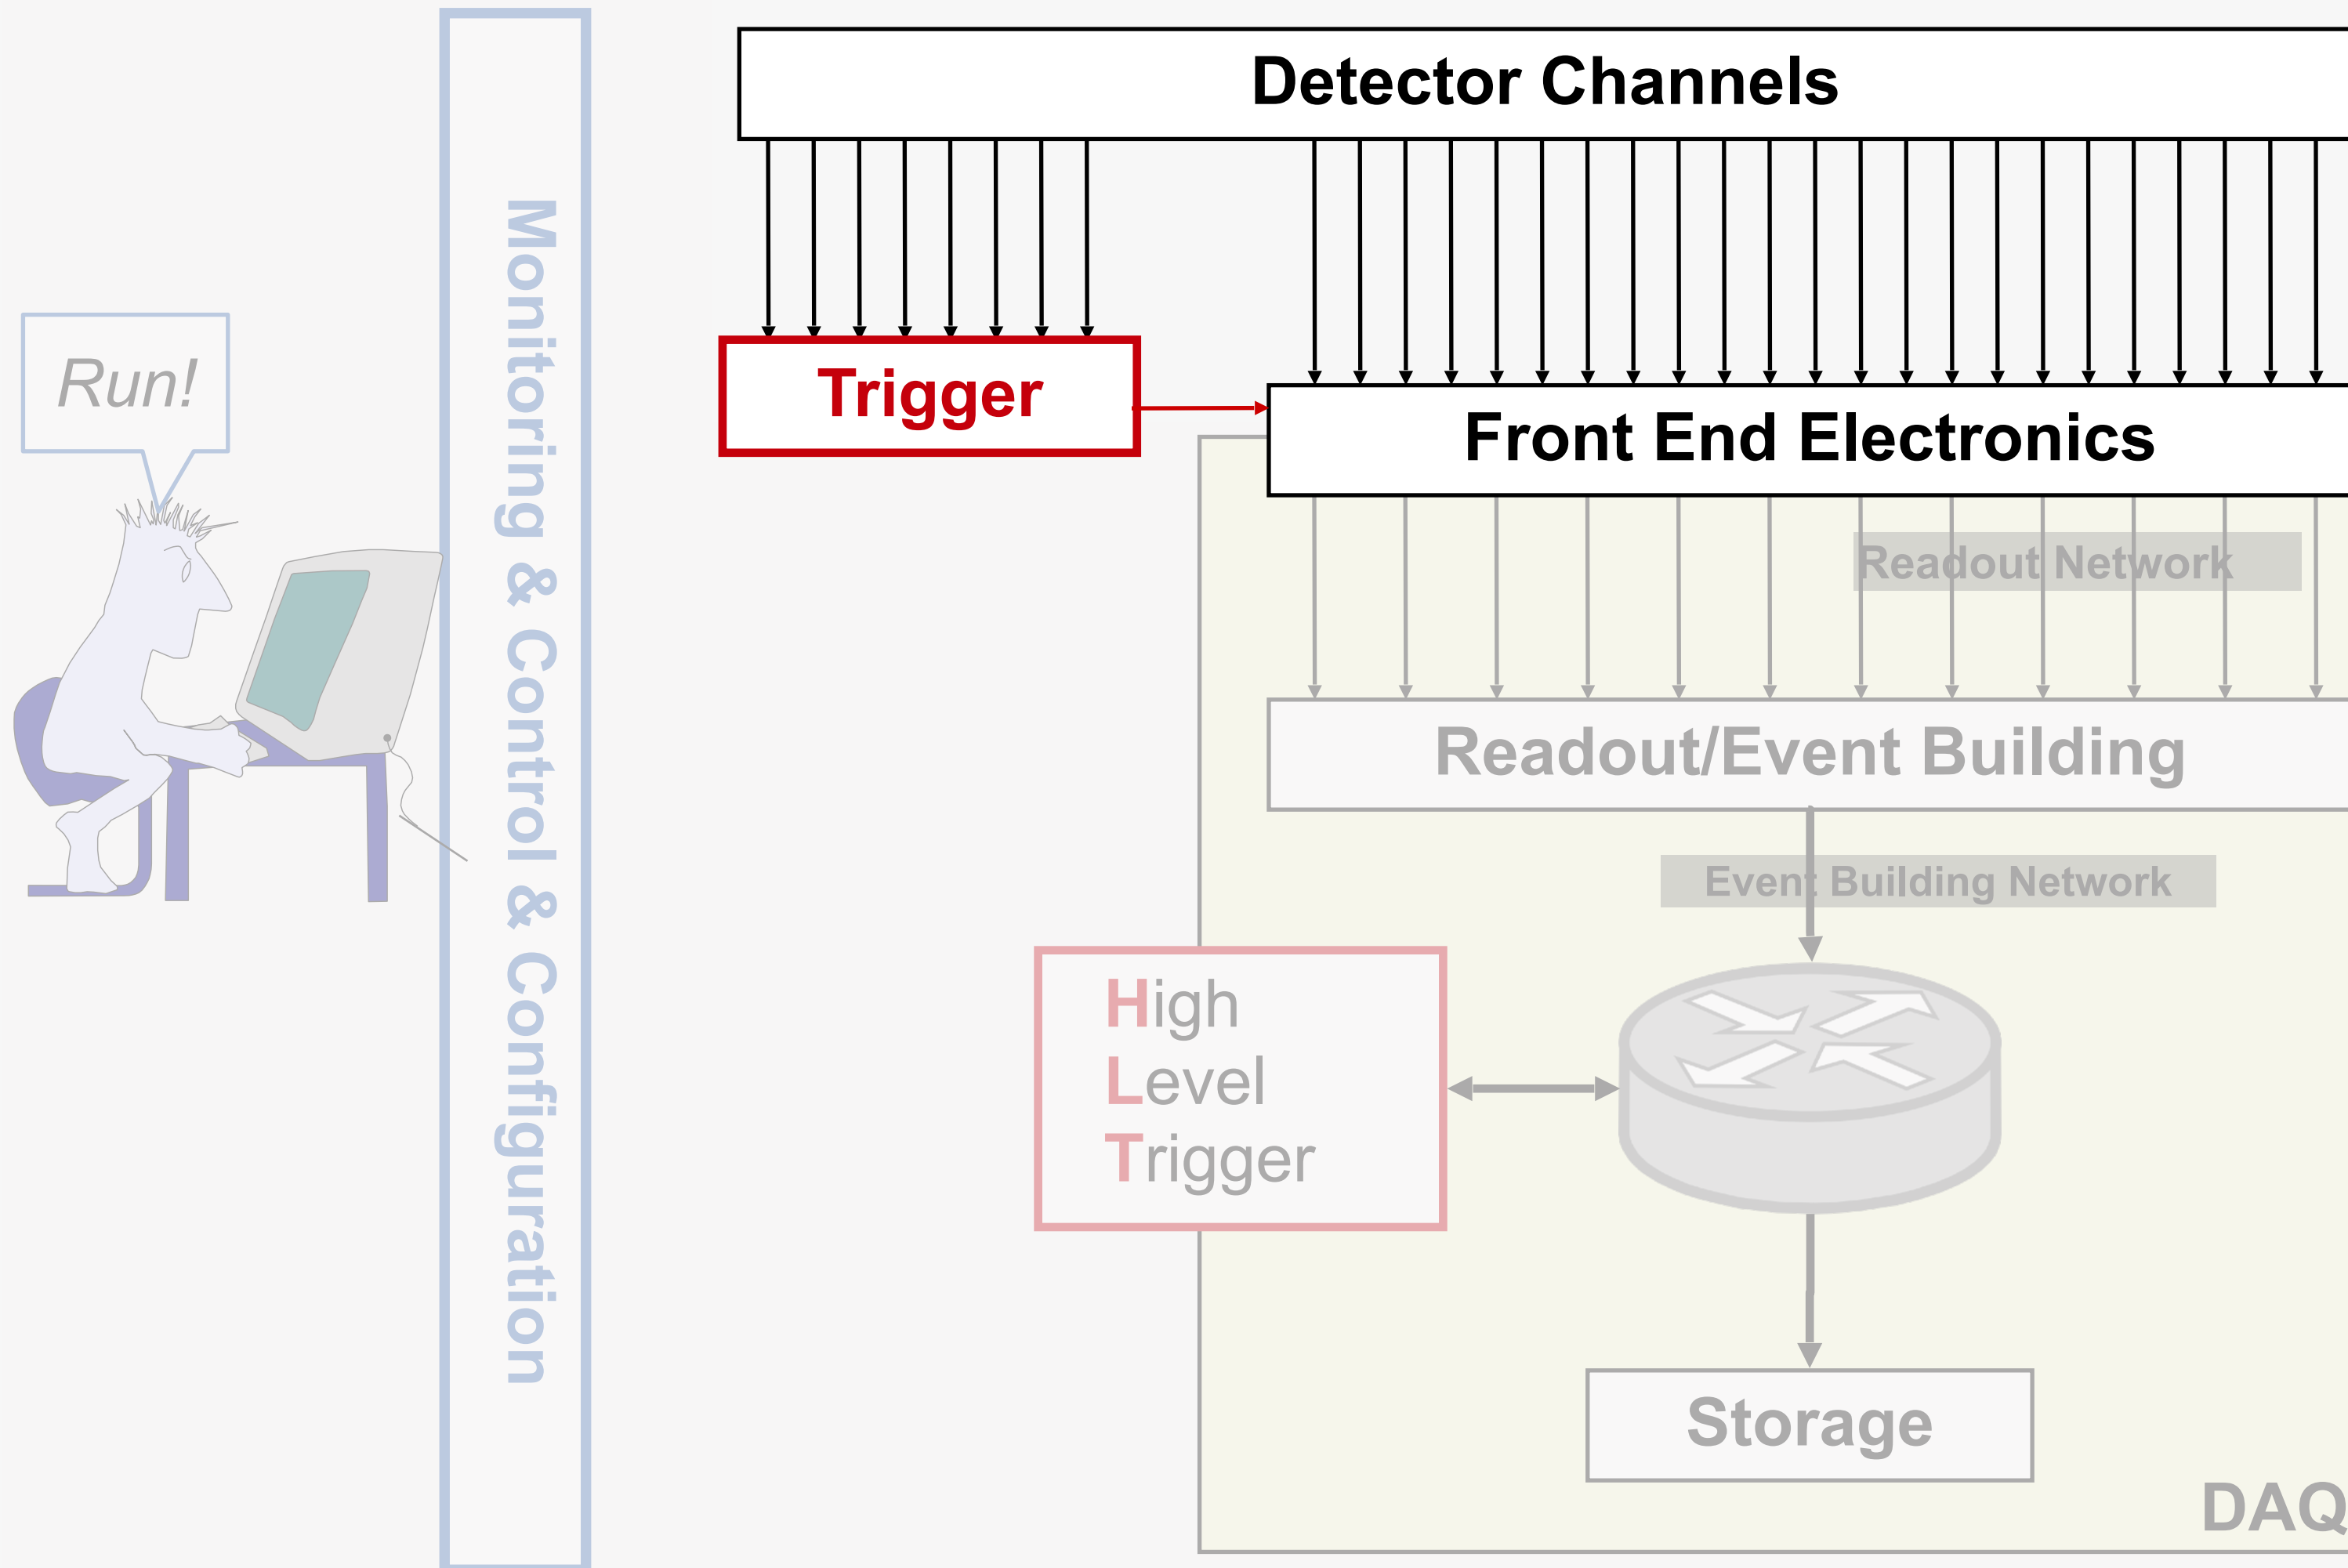 Detector Channels
Run!
Monitoring & Control & Configuration
Trigger
Front End Electronics
Readout Network
Readout/Event Building
Event Building Network
High
Level
Trigger
Storage
DAQ